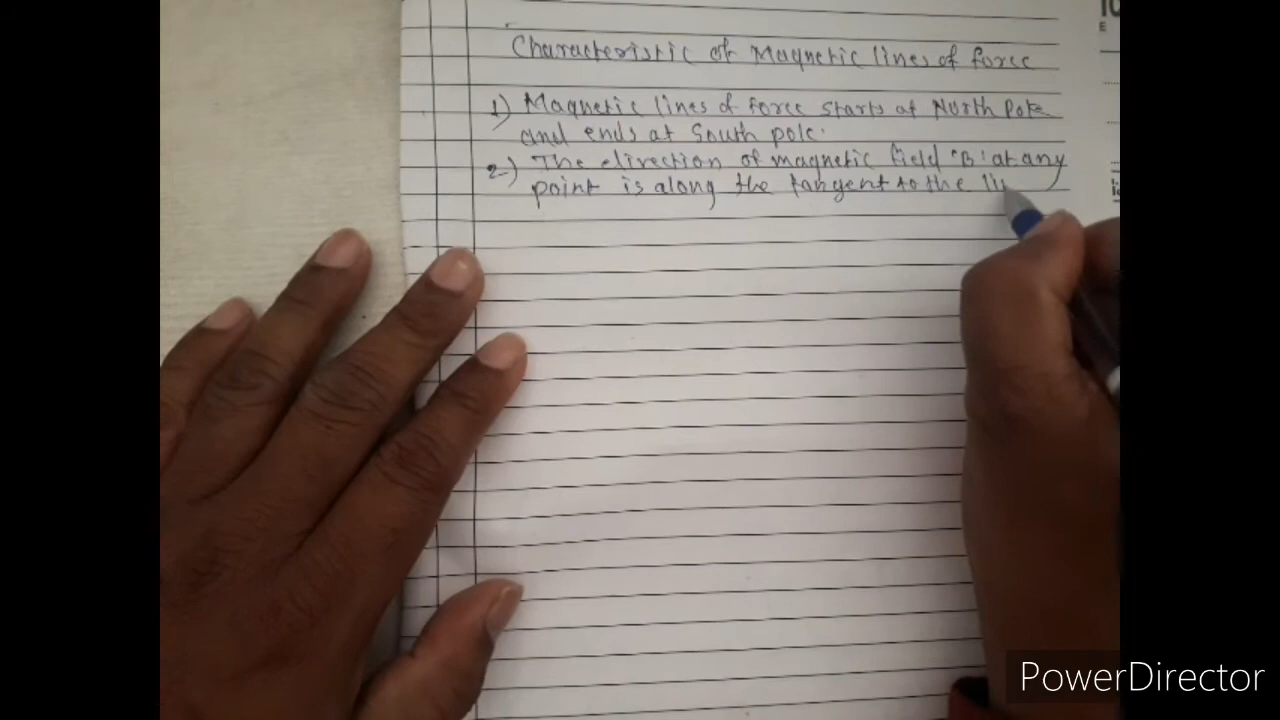 Characteristic of Magnetic lines of force
1) Magnetic lines of force starts at North Pole
and ends at South pole.
2) The direction of magnetic field 'B' at any
point is along the tangent to the li
PowerDirector